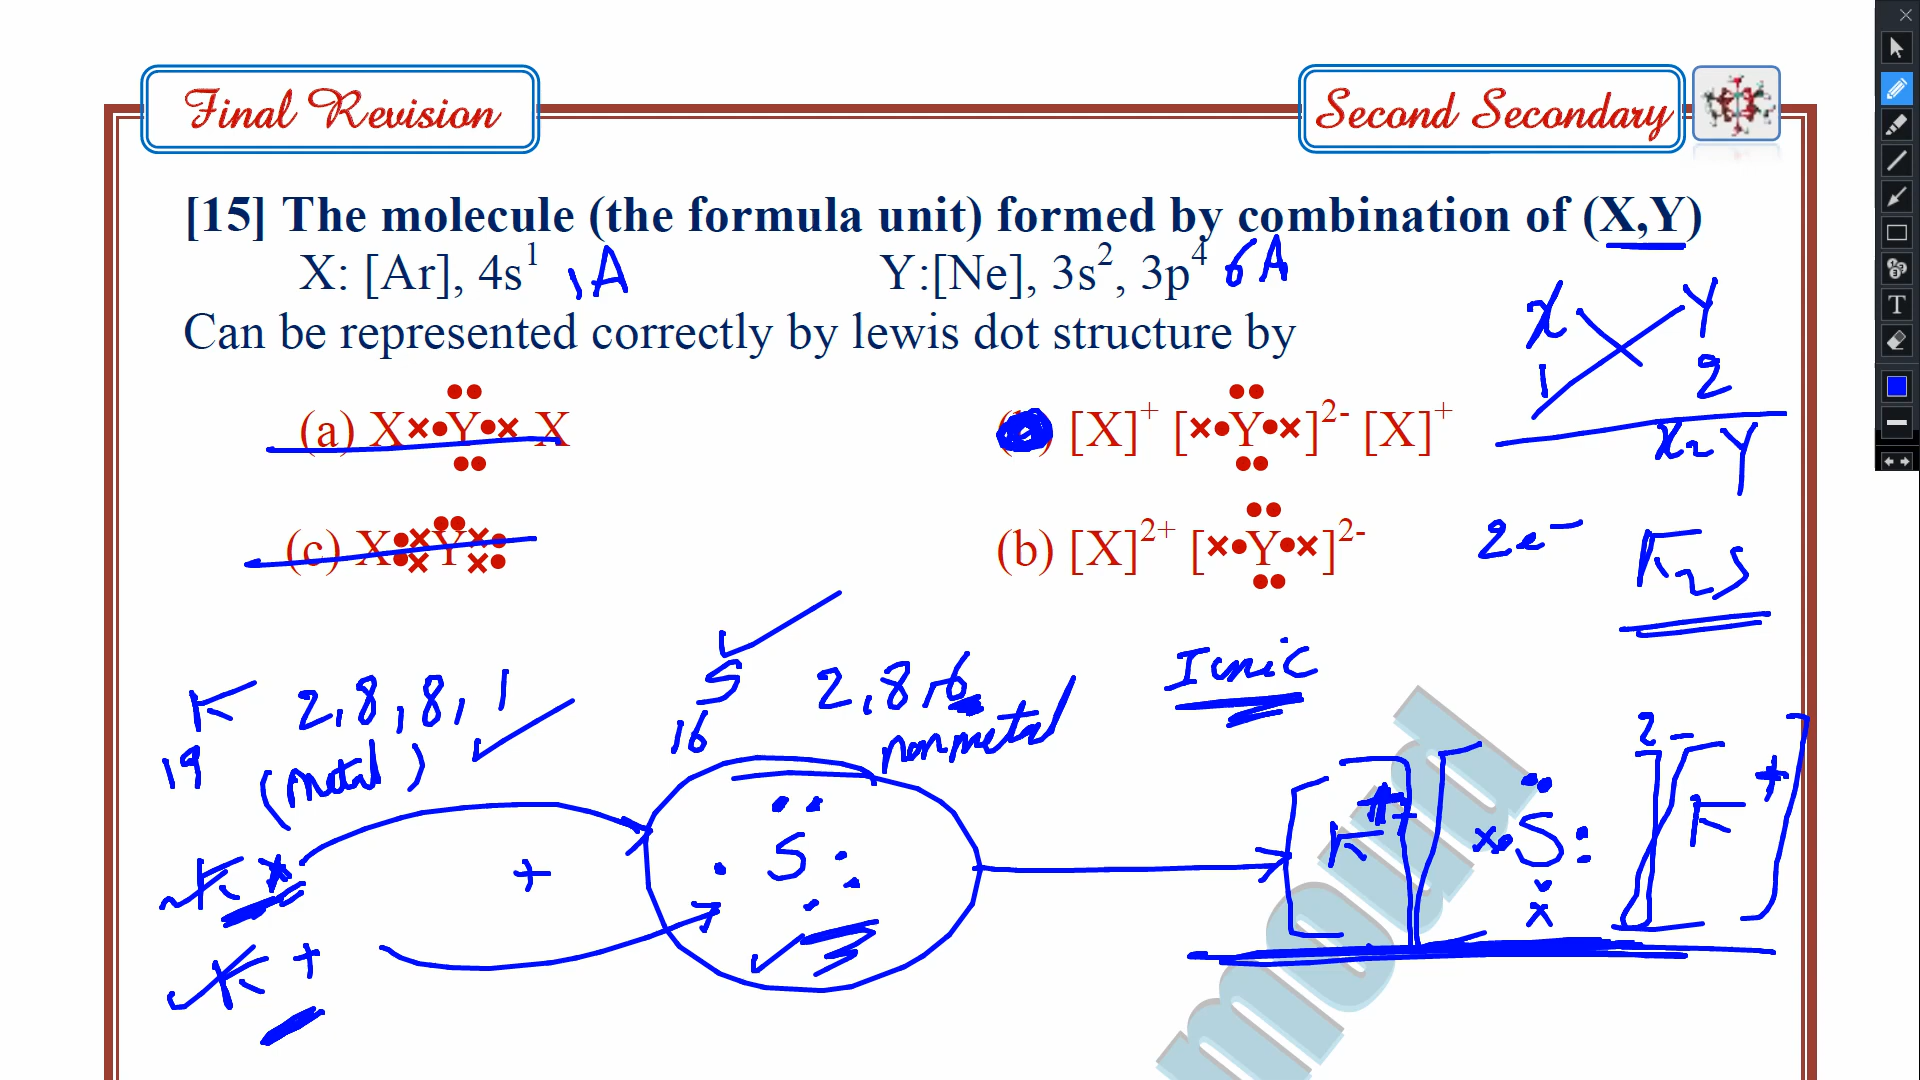 Final Revision
Second Secondary
[15] The molecule (the formula unit) formed by combination of (X,Y)
X: [Ar], 4s¹ 1A Y:[Ne], 3s², 3p⁴ 6A
Can be represented correctly by lewis dot structure by
(a) X ו Y •× X
[X]⁺ [ו Y •×]²⁻ [X]⁺
(c) X Y
(b) [X]²⁺ [ו Y •×]²⁻
X Y
1 2
X₂Y
2e⁻ K₂S
K 2,8,8,1
19 (metal)
S 2,8,6
16 nonmetal
Ionic
K × + S
K +
[K⁺] [ו S :]²⁻ [K⁺]
×
moud